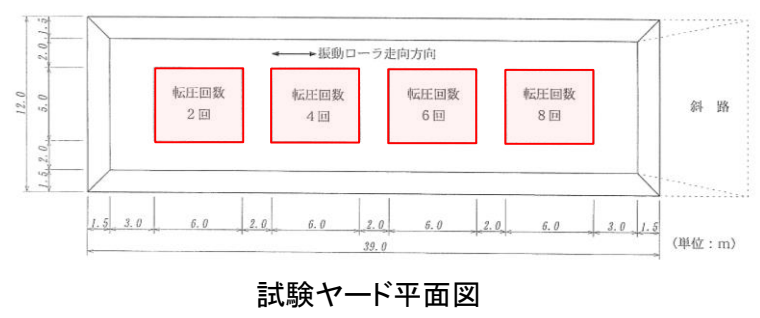 振動ローラ走向方向
転圧回数
2回
転圧回数
4回
転圧回数
6回
転圧回数
8回
斜 路
12.0
1.5
2.0
5.0
2.0
1.5
1.5 3.0 6.0 2.0 6.0 2.0 6.0 2.0 6.0 3.0 1.5
39.0
(単位:m)
試験ヤード平面図